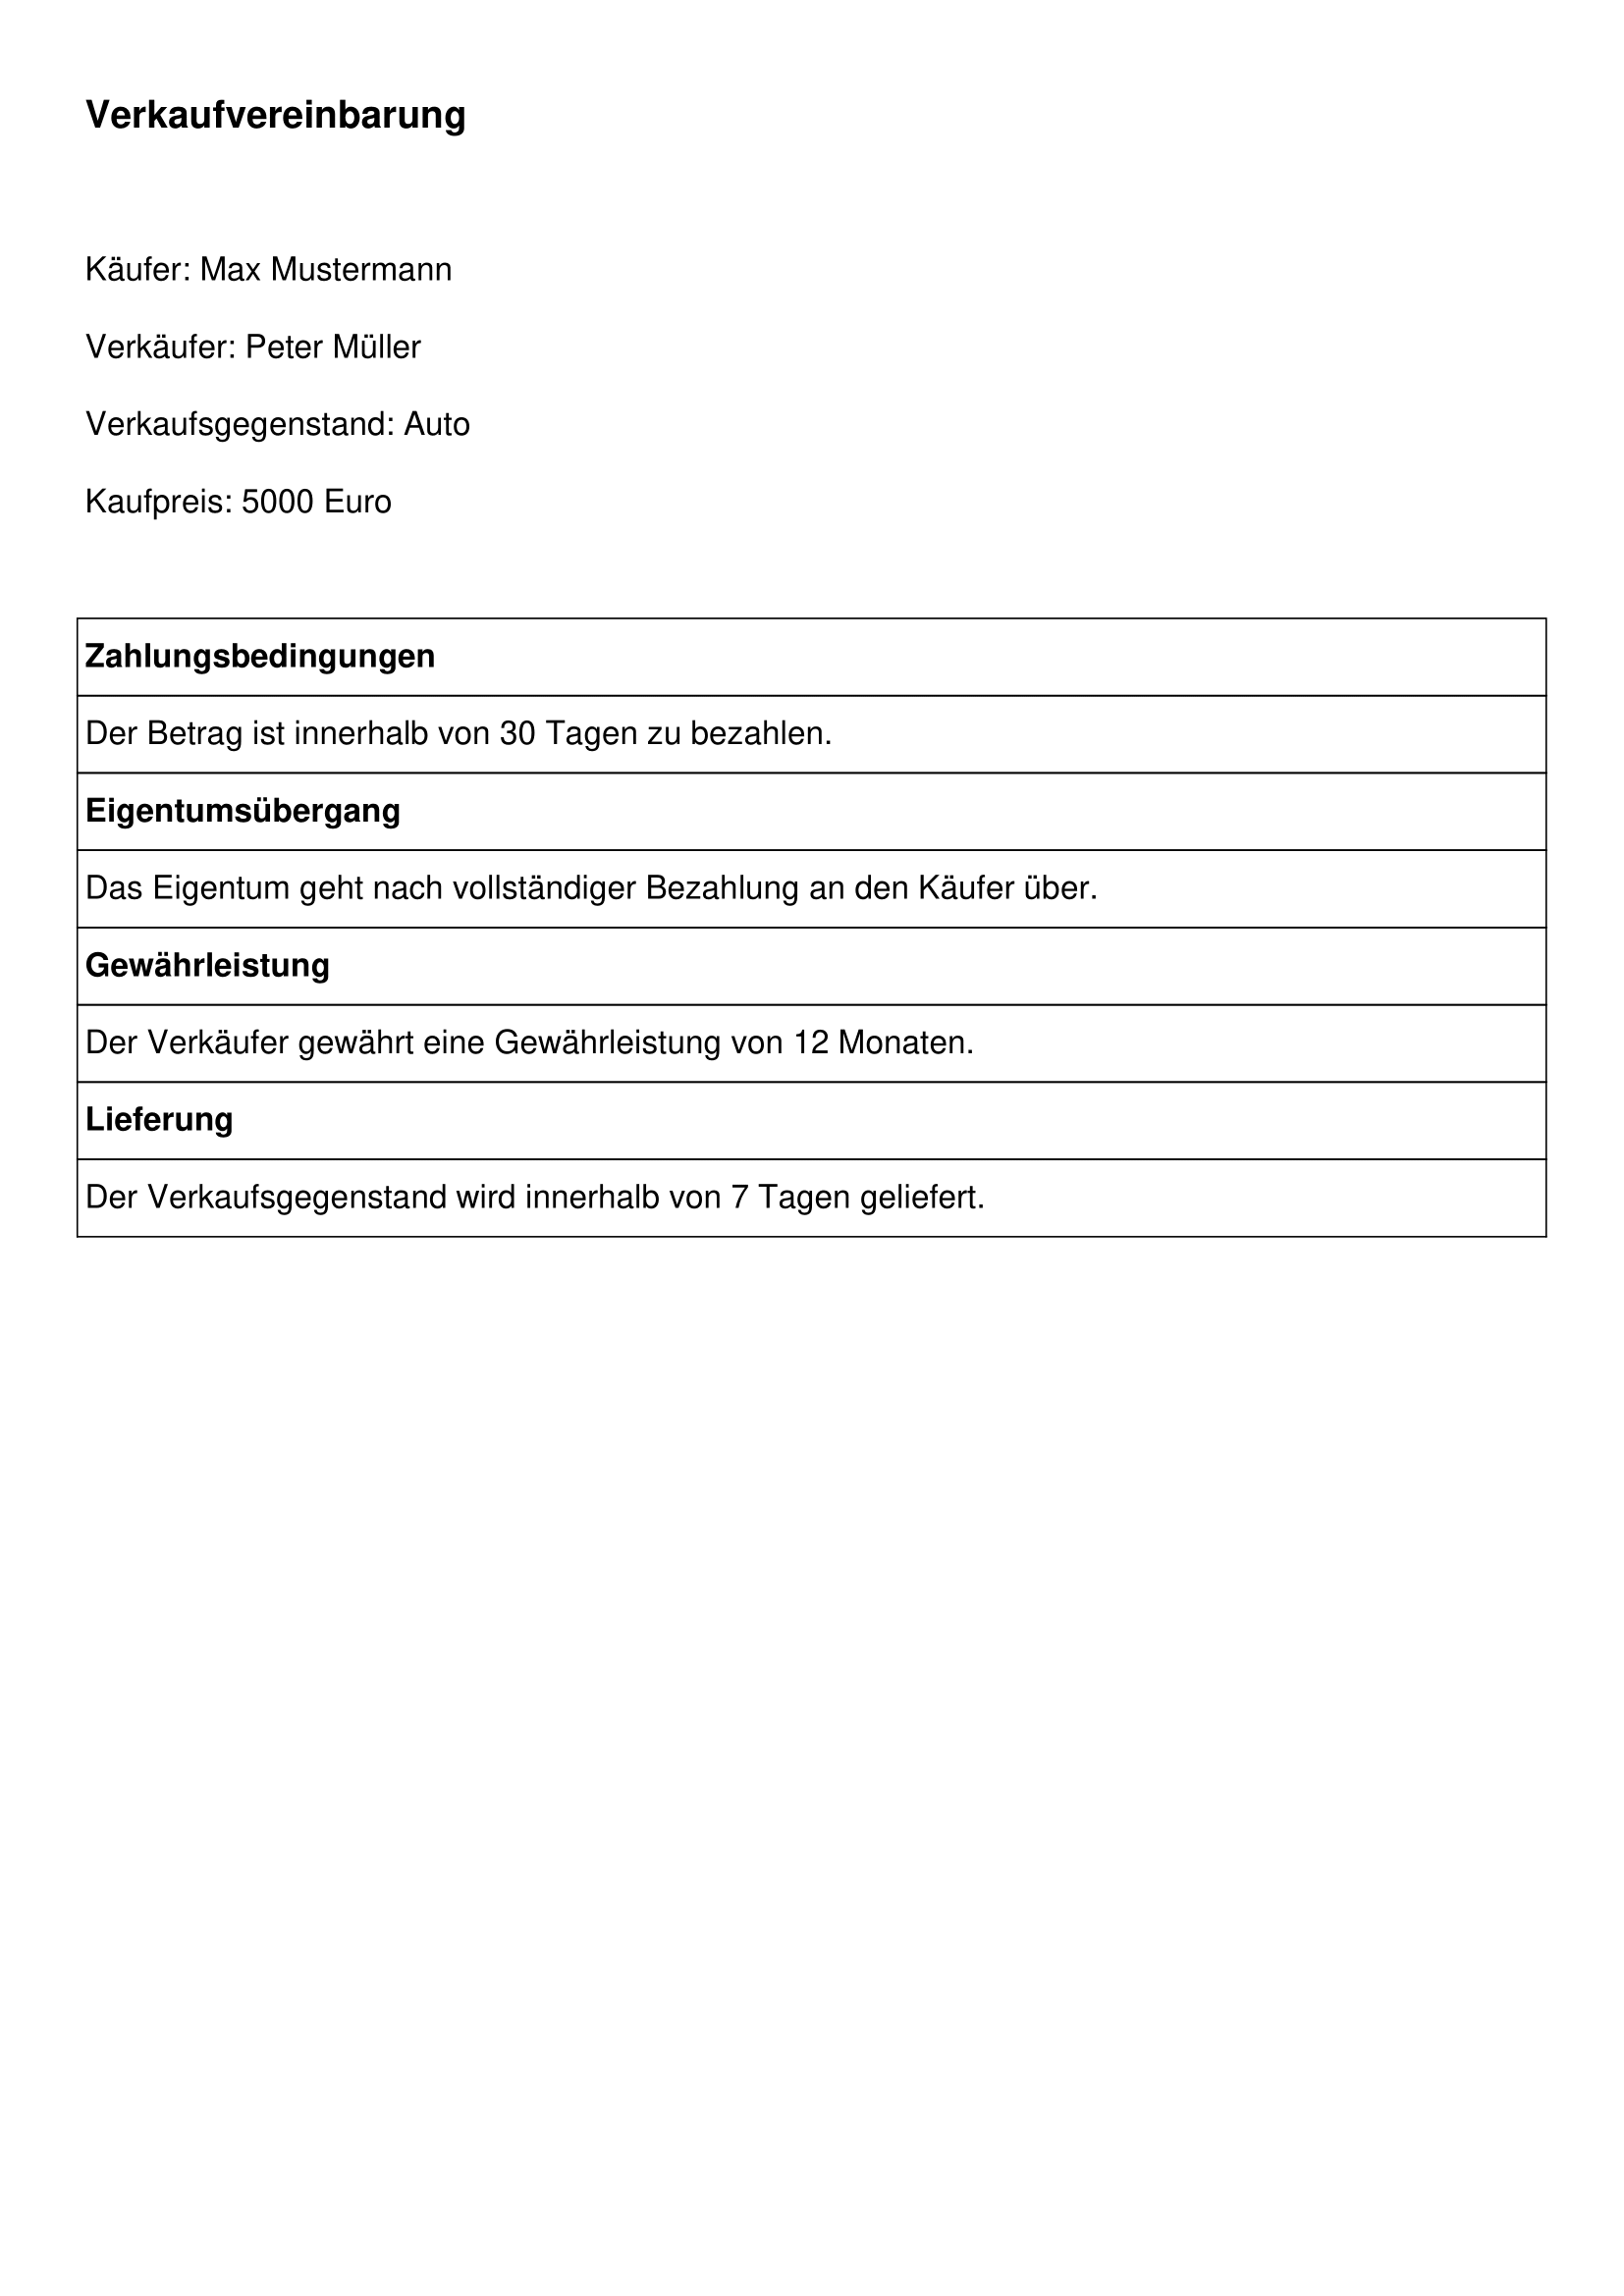 Verkaufvereinbarung
Käufer: Max Mustermann
Verkäufer: Peter Müller
Verkaufsgegenstand: Auto
Kaufpreis: 5000 Euro
Zahlungsbedingungen
Der Betrag ist innerhalb von 30 Tagen zu bezahlen.
Eigentumsübergang
Das Eigentum geht nach vollständiger Bezahlung an den Käufer über.
Gewährleistung
Der Verkäufer gewährt eine Gewährleistung von 12 Monaten.
Lieferung
Der Verkaufsgegenstand wird innerhalb von 7 Tagen geliefert.